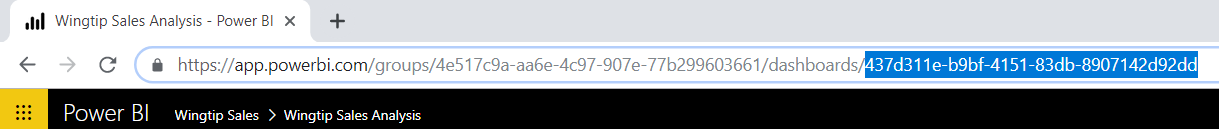 Wingtip Sales Analysis - Power BI
https://app.powerbi.com/groups/4e517c9a-aa6e-4c97-907e-77b299603661/dashboards/437d311e-b9bf-4151-83db-8907142d92dd
Power BI Wingtip Sales > Wingtip Sales Analysis